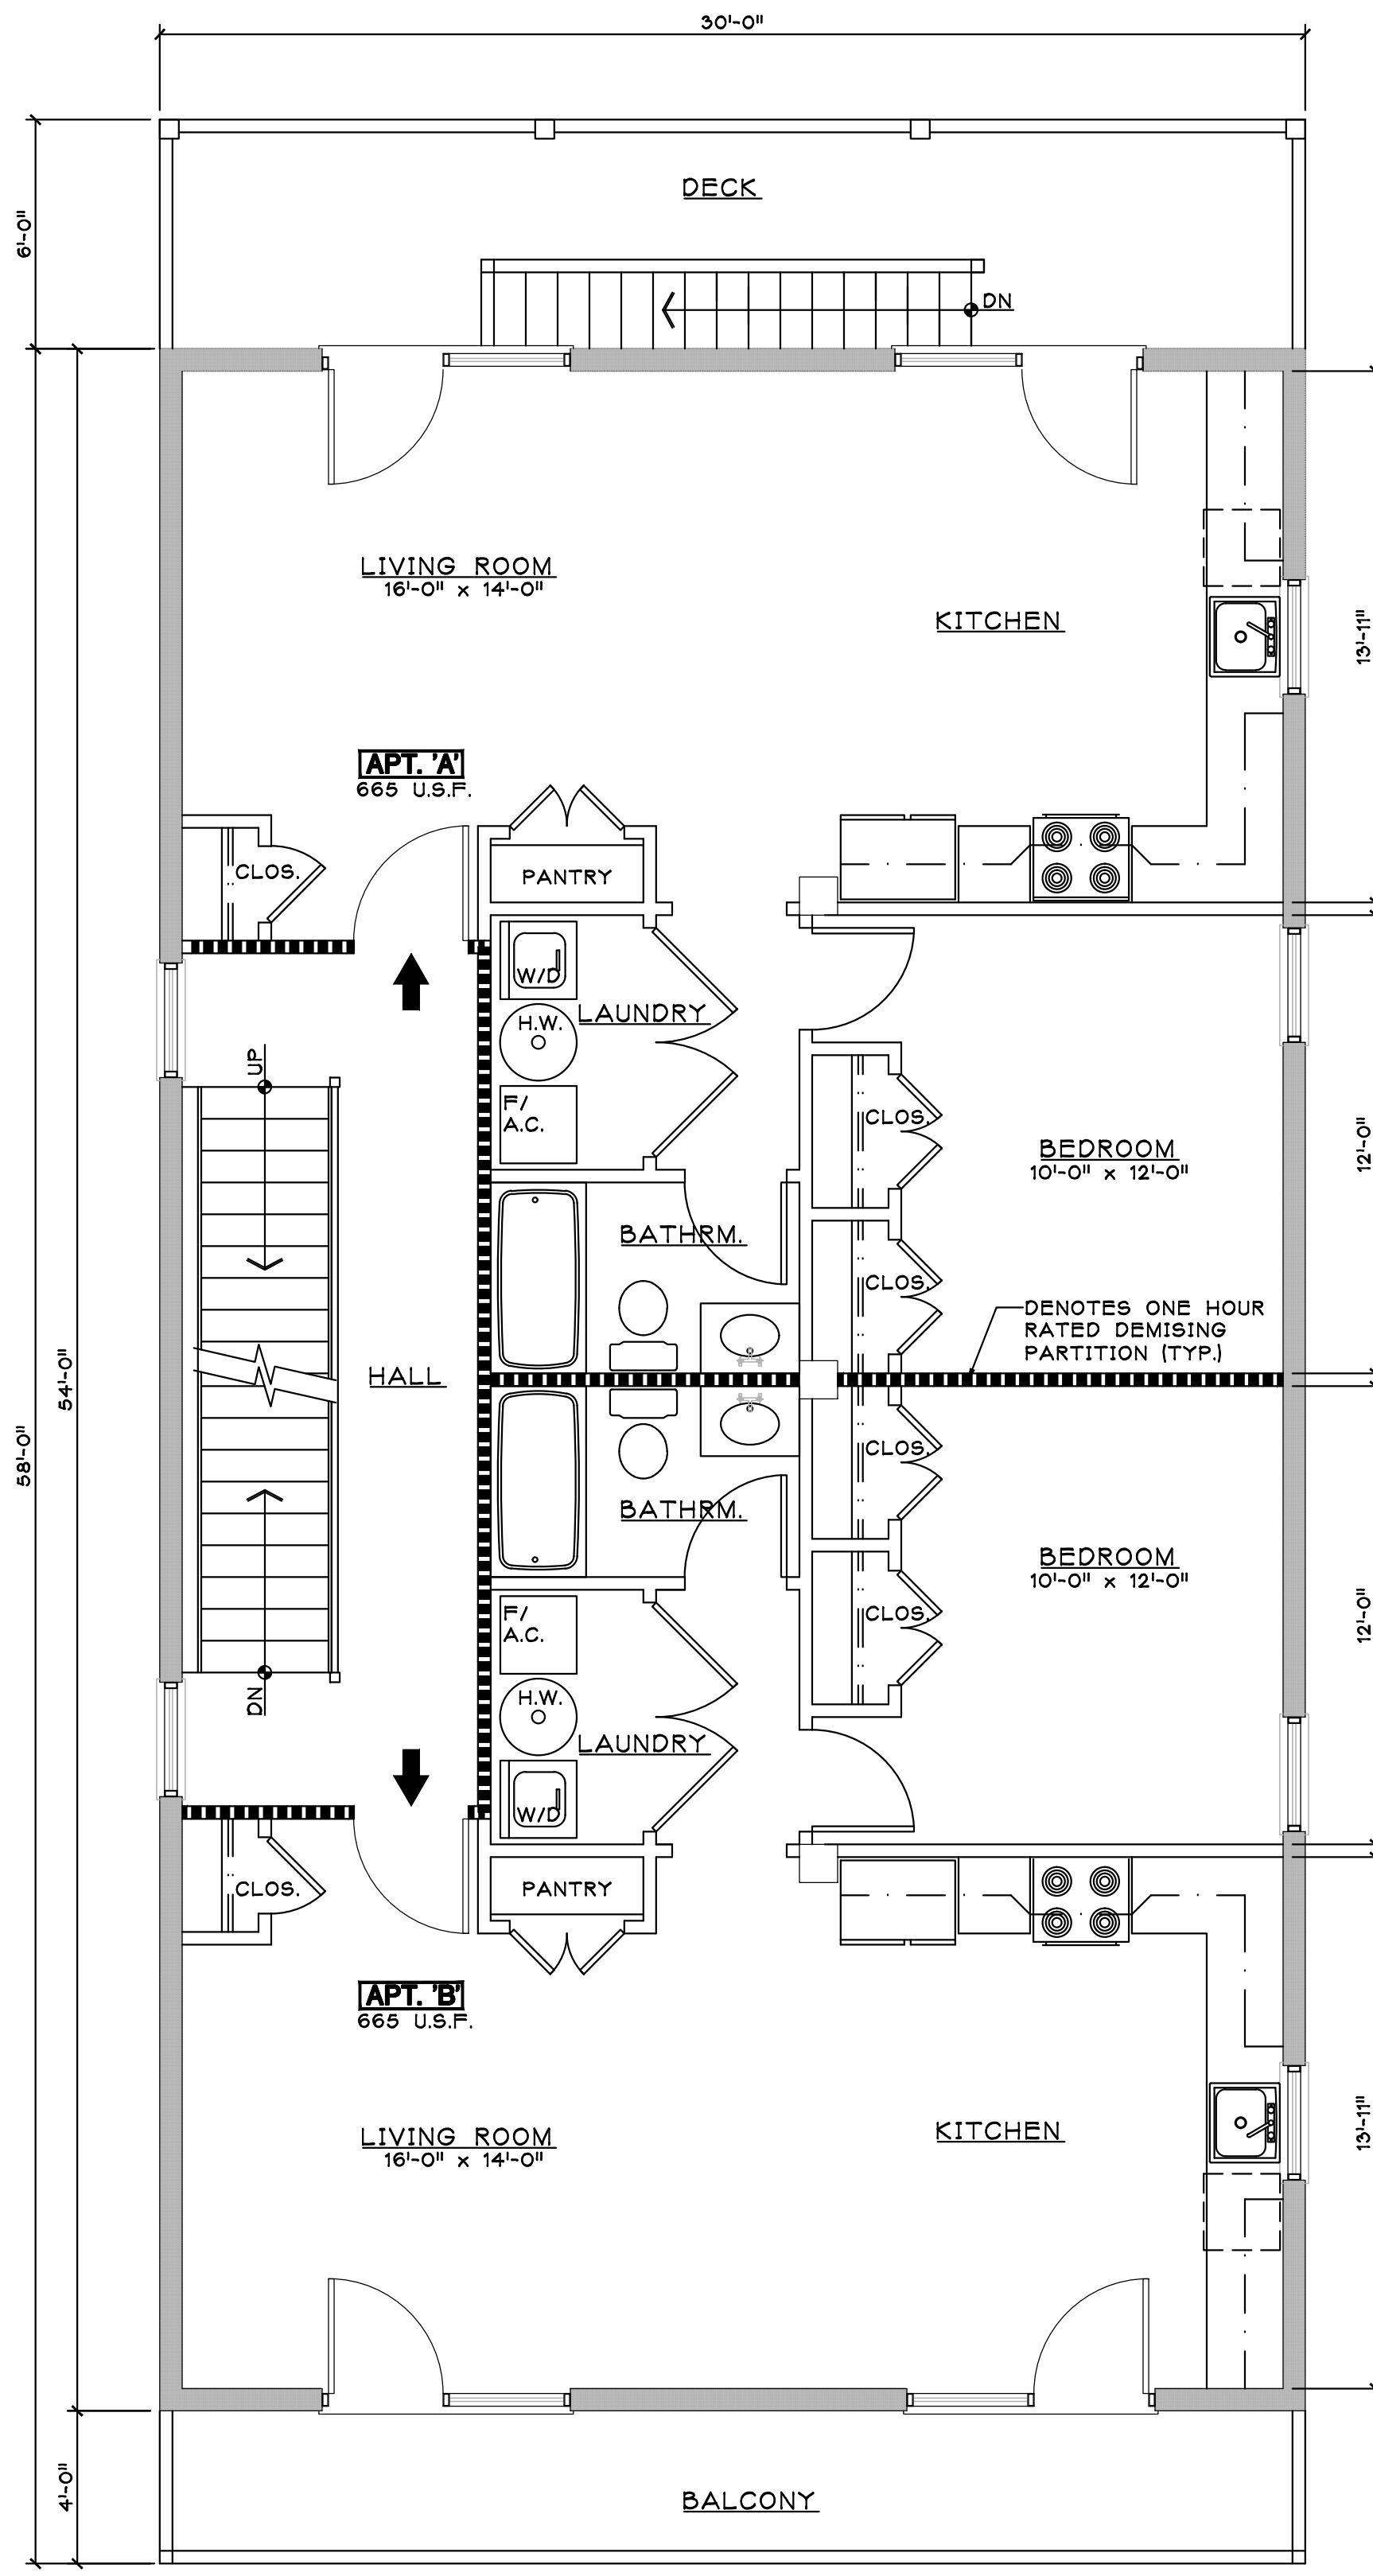 30'-0"
DECK
6'-0"
DN
LIVING ROOM
16'-0" x 14'-0"
KITCHEN
13'-11"
APT. 'A'
665 U.S.F.
CLOS.
PANTRY
W/D
LAUNDRY
H.W.
UP
F/
A.C.
CLOS.
BEDROOM
10'-0" x 12'-0"
12'-0"
BATHRM.
CLOS.
DENOTES ONE HOUR
RATED DEMISING
PARTITION (TYP.)
54'-0"
58'-0"
HALL
CLOS.
BATHRM.
BEDROOM
10'-0" x 12'-0"
12'-0"
F/
A.C.
CLOS.
H.W.
DN
LAUNDRY
W/D
CLOS.
PANTRY
APT. 'B'
665 U.S.F.
LIVING ROOM
16'-0" x 14'-0"
KITCHEN
13'-11"
4'-0"
BALCONY